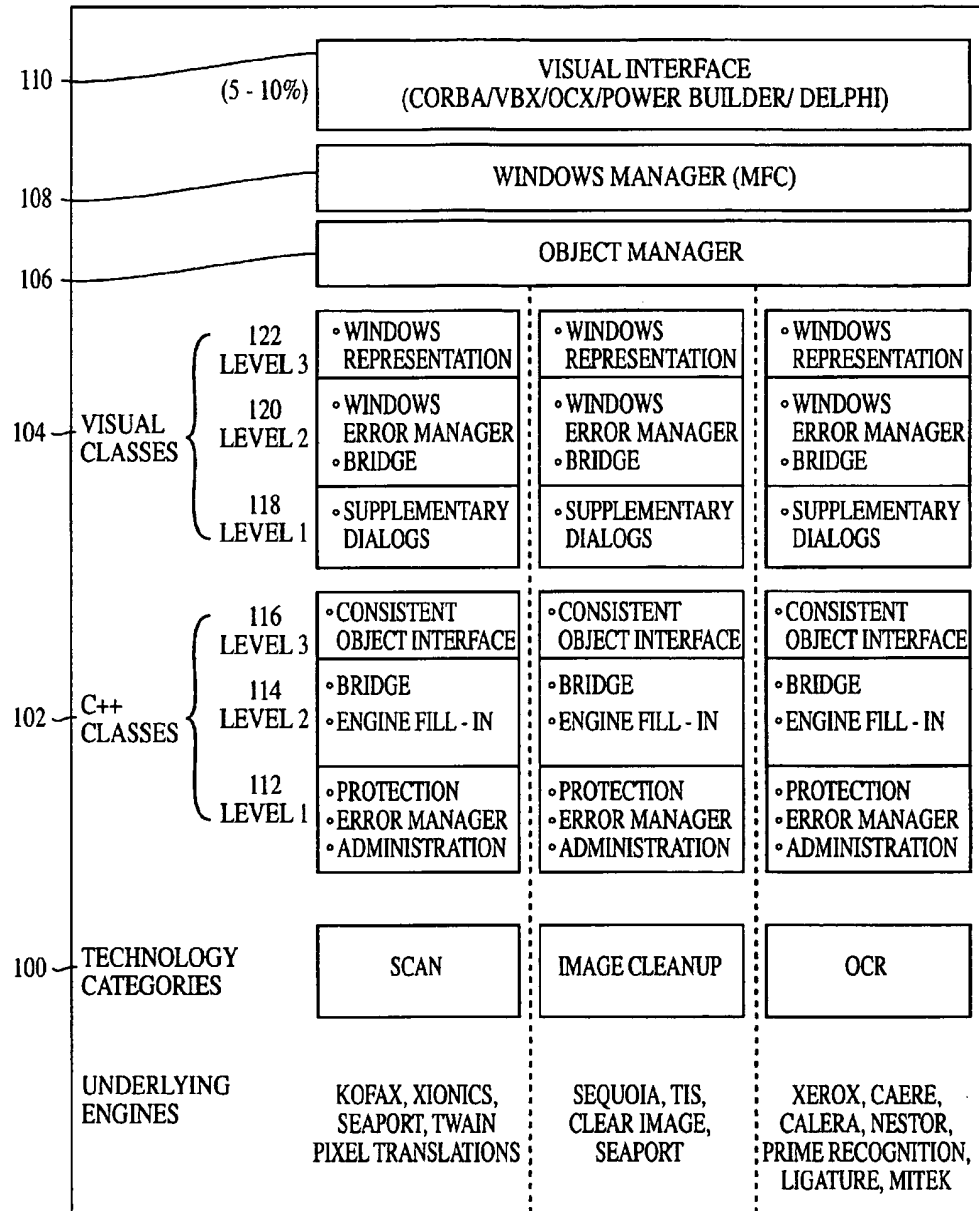 110
(5 - 10%)
VISUAL INTERFACE
(CORBA/VBX/OCX/POWER BUILDER/ DELPHI)
108
WINDOWS MANAGER (MFC)
106
OBJECT MANAGER
104
VISUAL
CLASSES
122
LEVEL 3
◦ WINDOWS
REPRESENTATION
◦ WINDOWS
REPRESENTATION
◦ WINDOWS
REPRESENTATION
120
LEVEL 2
◦ WINDOWS
ERROR MANAGER
◦ BRIDGE
◦ WINDOWS
ERROR MANAGER
◦ BRIDGE
◦ WINDOWS
ERROR MANAGER
◦ BRIDGE
118
LEVEL 1
◦ SUPPLEMENTARY
DIALOGS
◦ SUPPLEMENTARY
DIALOGS
◦ SUPPLEMENTARY
DIALOGS
102
C++
CLASSES
116
LEVEL 3
◦ CONSISTENT
OBJECT INTERFACE
◦ CONSISTENT
OBJECT INTERFACE
◦ CONSISTENT
OBJECT INTERFACE
114
LEVEL 2
◦ BRIDGE
◦ ENGINE FILL - IN
◦ BRIDGE
◦ ENGINE FILL - IN
◦ BRIDGE
◦ ENGINE FILL - IN
112
LEVEL 1
◦ PROTECTION
◦ ERROR MANAGER
◦ ADMINISTRATION
◦ PROTECTION
◦ ERROR MANAGER
◦ ADMINISTRATION
◦ PROTECTION
◦ ERROR MANAGER
◦ ADMINISTRATION
100
TECHNOLOGY
CATEGORIES
SCAN
IMAGE CLEANUP
OCR
UNDERLYING
ENGINES
KOFAX, XIONICS,
SEAPORT, TWAIN
PIXEL TRANSLATIONS
SEQUOIA, TIS,
CLEAR IMAGE,
SEAPORT
XEROX, CAERE,
CALERA, NESTOR,
PRIME RECOGNITION,
LIGATURE, MITEK